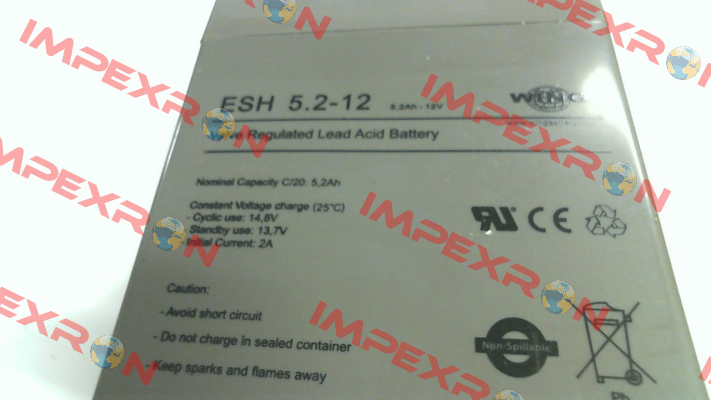 ESH 5.2-12 5.2Ah - 12V
Regulated Lead Acid Battery
Nominal Capacity C/20: 5,2Ah
Constant Voltage charge (25°C)
- Cyclic use: 14,8V
- Standby use: 13,7V
Initial Current: 2A
CE
Caution:
- Avoid short circuit
- Do not charge in sealed container
- Keep sparks and flames away
Non-Spillable
Pb
IMPEXRON
IMPEXRON
IMPEXRON
IMPEXRON
IMPEXRON